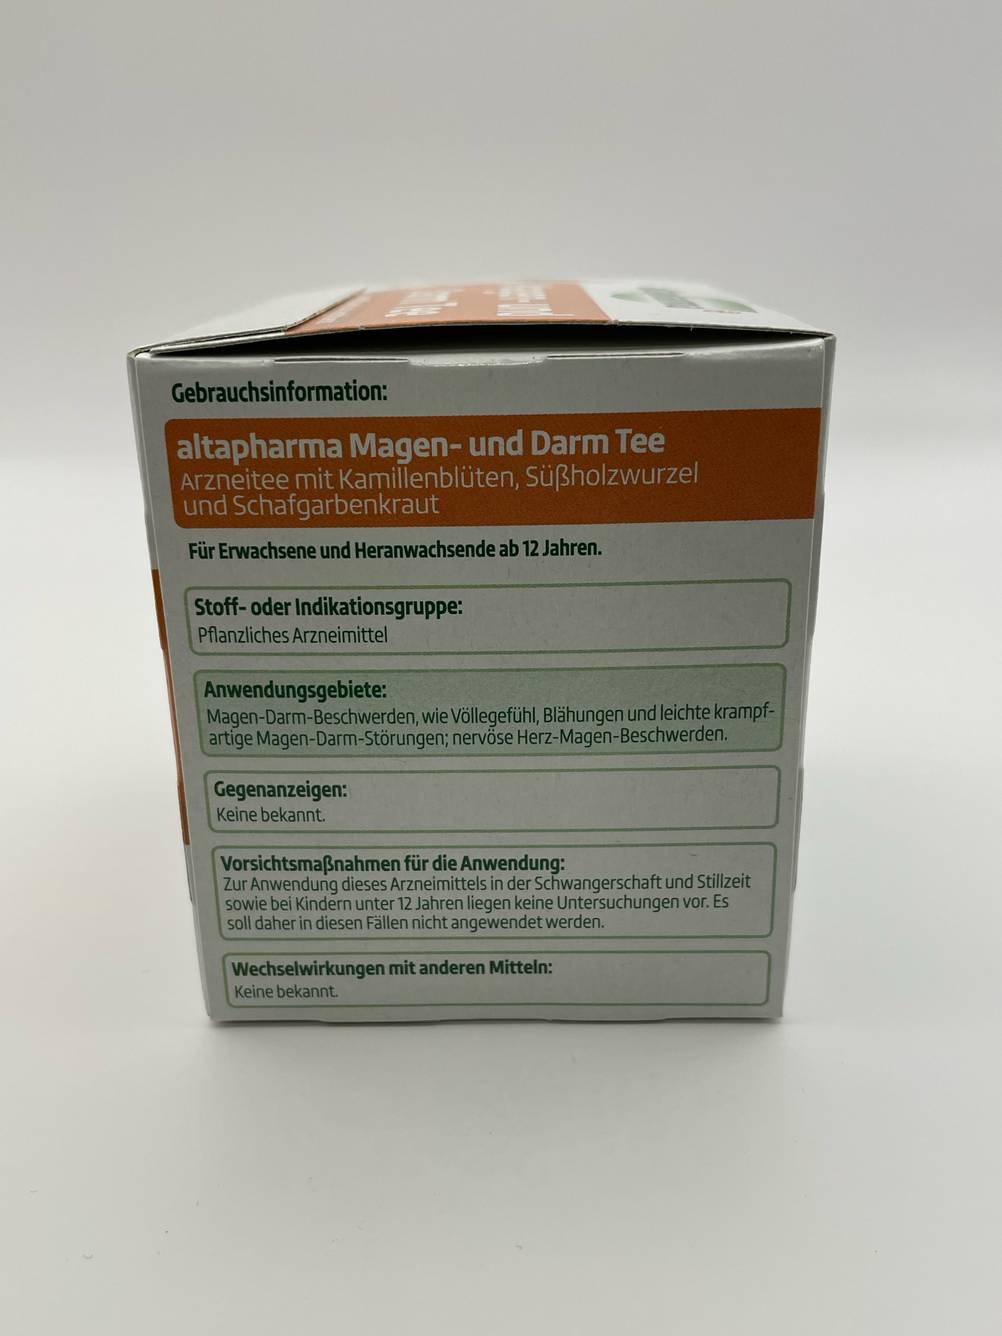 Gebrauchsinformation:
altapharma Magen- und Darm Tee
Arzneitee mit Kamillenblüten, Süßholzwurzel
und Schafgarbenkraut
Für Erwachsene und Heranwachsende ab 12 Jahren.
Stoff- oder Indikationsgruppe:
Pflanzliches Arzneimittel
Anwendungsgebiete:
Magen-Darm-Beschwerden, wie Völlegefühl, Blähungen und leichte krampf-
artige Magen-Darm-Störungen; nervöse Herz-Magen-Beschwerden.
Gegenanzeigen:
Keine bekannt.
Vorsichtsmaßnahmen für die Anwendung:
Zur Anwendung dieses Arzneimittels in der Schwangerschaft und Stillzeit
sowie bei Kindern unter 12 Jahren liegen keine Untersuchungen vor. Es
soll daher in diesen Fällen nicht angewendet werden.
Wechselwirkungen mit anderen Mitteln:
Keine bekannt.